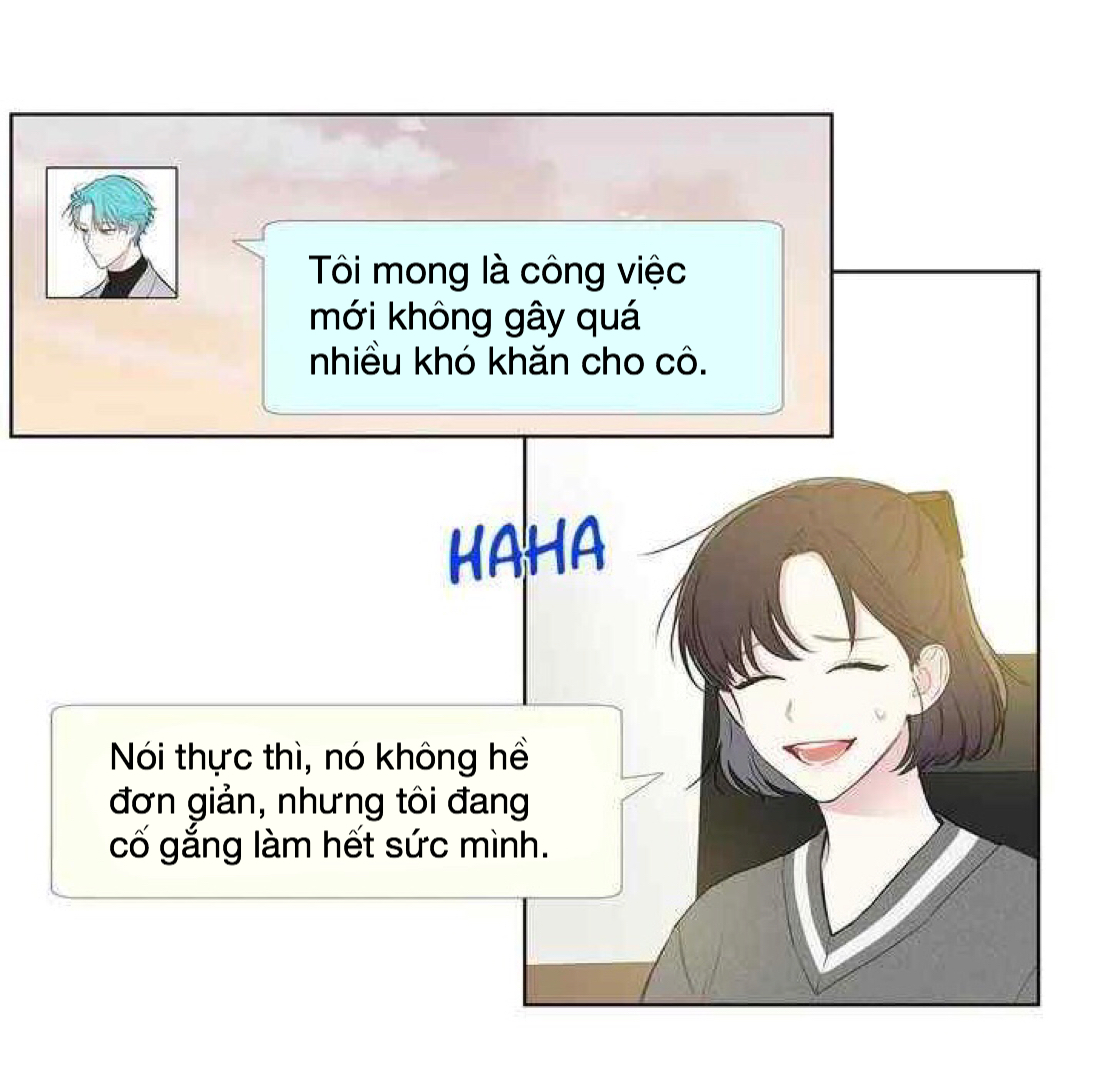 Tôi mong là công việc
mới không gây quá
nhiều khó khăn cho cô.
HAHA
Nói thực thì, nó không hề
đơn giản, nhưng tôi đang
cố gắng làm hết sức mình.